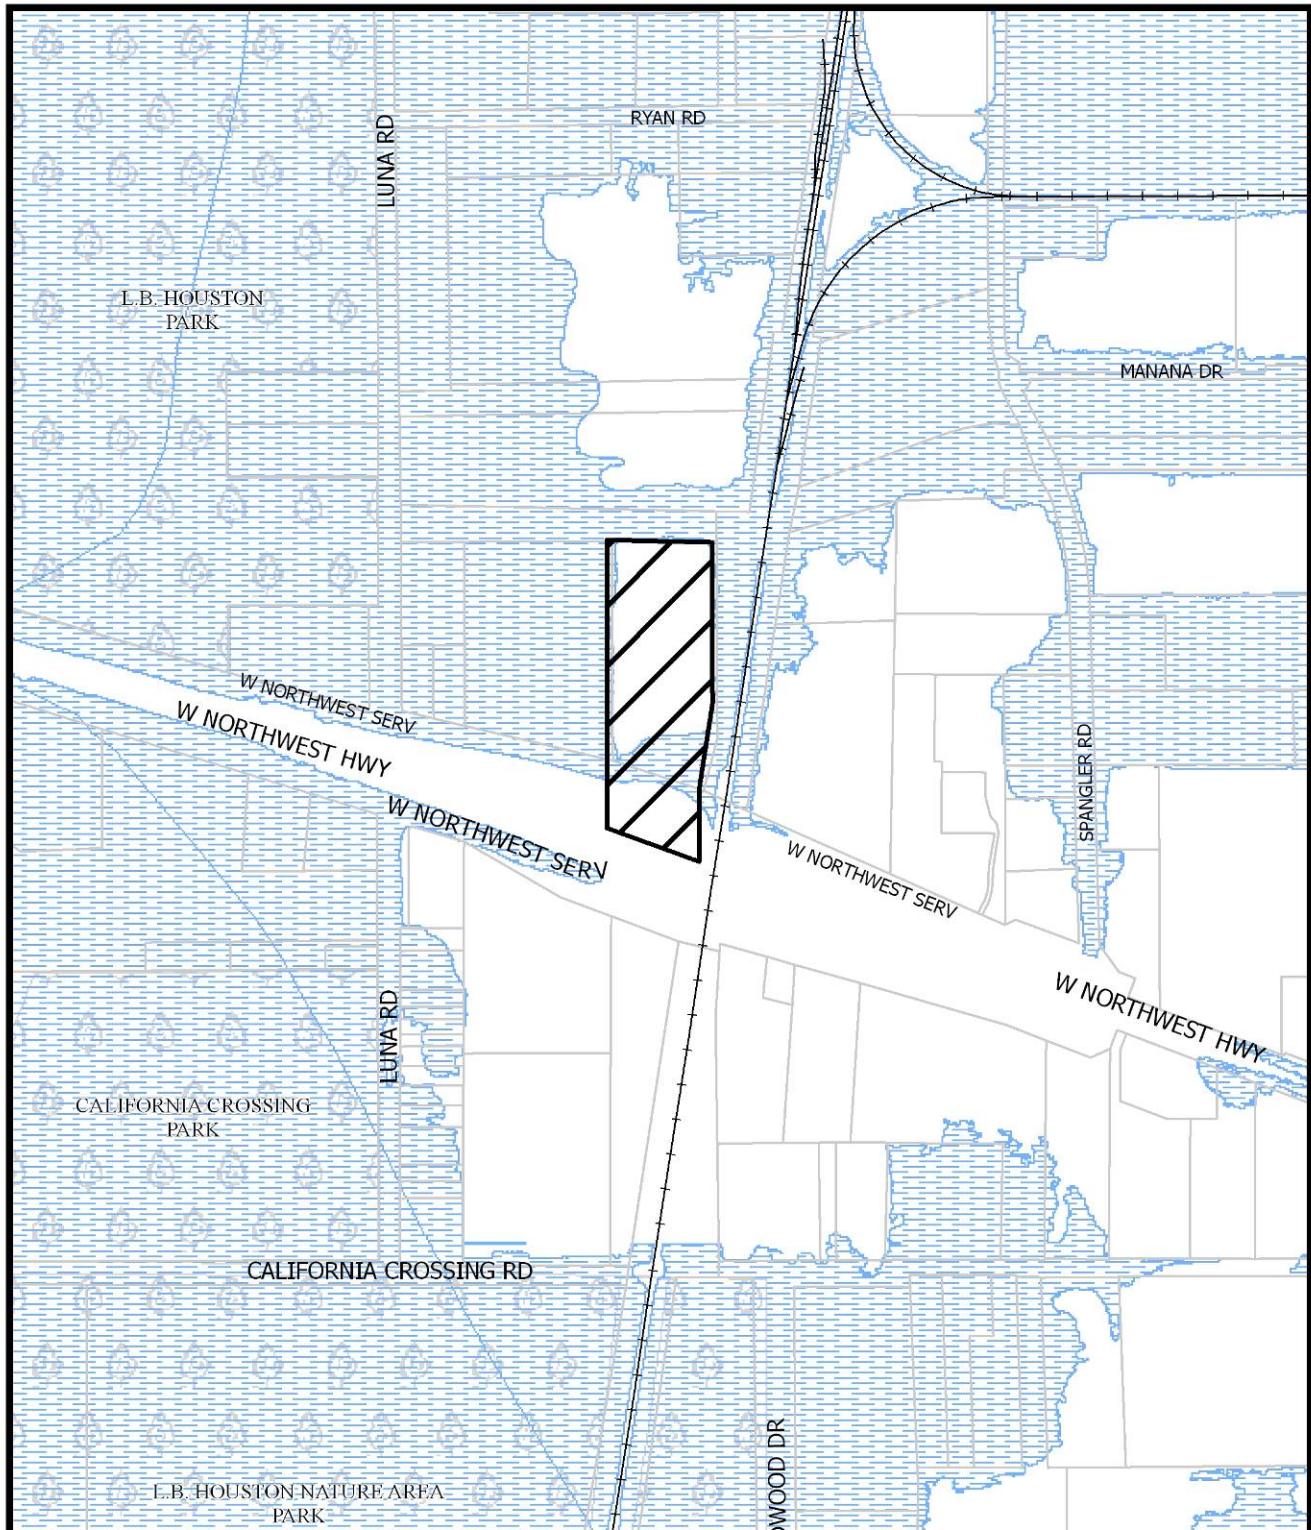 RYAN RD
LUNA RD
L.B. HOUSTON
PARK
MANANA DR
W NORTHWEST SERV
W NORTHWEST HWY
W NORTHWEST SERV
SPANGLER RD
W NORTHWEST SERV
W NORTHWEST HWY
LUNA RD
CALIFORNIA CROSSING
PARK
CALIFORNIA CROSSING RD
L.B. HOUSTON NATURE AREA
PARK